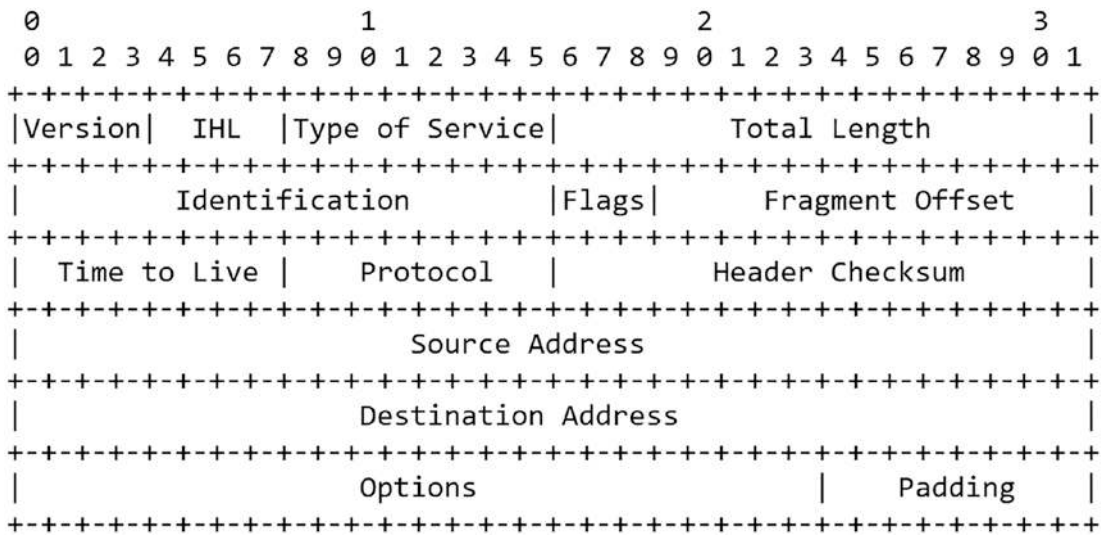 0                   1                   2                   3
0 1 2 3 4 5 6 7 8 9 0 1 2 3 4 5 6 7 8 9 0 1 2 3 4 5 6 7 8 9 0 1
+-+-+-+-+-+-+-+-+-+-+-+-+-+-+-+-+-+-+-+-+-+-+-+-+-+-+-+-+-+-+-+-+
|Version|  IHL  |Type of Service|          Total Length         |
+-+-+-+-+-+-+-+-+-+-+-+-+-+-+-+-+-+-+-+-+-+-+-+-+-+-+-+-+-+-+-+-+
|         Identification        |Flags|      Fragment Offset    |
+-+-+-+-+-+-+-+-+-+-+-+-+-+-+-+-+-+-+-+-+-+-+-+-+-+-+-+-+-+-+-+-+
|  Time to Live |    Protocol   |         Header Checksum       |
+-+-+-+-+-+-+-+-+-+-+-+-+-+-+-+-+-+-+-+-+-+-+-+-+-+-+-+-+-+-+-+-+
|                       Source Address                          |
+-+-+-+-+-+-+-+-+-+-+-+-+-+-+-+-+-+-+-+-+-+-+-+-+-+-+-+-+-+-+-+-+
|                    Destination Address                        |
+-+-+-+-+-+-+-+-+-+-+-+-+-+-+-+-+-+-+-+-+-+-+-+-+-+-+-+-+-+-+-+-+
|                    Options                    |    Padding    |
+-+-+-+-+-+-+-+-+-+-+-+-+-+-+-+-+-+-+-+-+-+-+-+-+-+-+-+-+-+-+-+-+